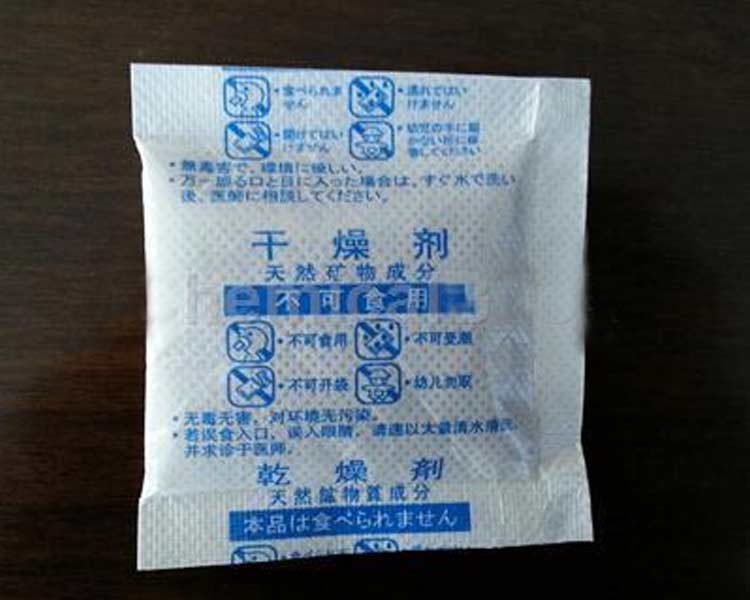 ・食べられま
せん
・濡れてはい
けません
・開けてはい
けません
・幼児の手に届
かない所に保
管してください
・無毒害で、環境に優しい。
・万一誤る口と目に入った場合は、すぐ水で洗い
後、医師に相談してください。
干燥剂
天然矿物成分
不可食用
・不可食用
・不可受潮
・不可开袋
・幼儿勿取
・无毒无害，对环境无污染。
・若误食入口，误入眼睛，请速以大量清水清洗，
并求诊于医师。
乾燥剤
天然鉱物質成分
本品は食べられません